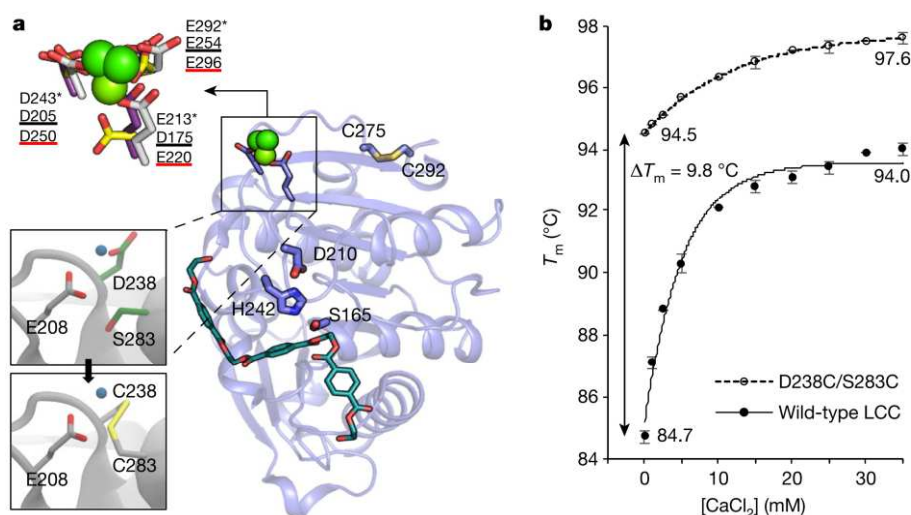 a
E292*
E254
E296
D243*
D205
D250
E213*
D175
E220
C275
C292
D210
H242
S165
D238
E208
S283
C238
E208
C283
b
98
96
94
92
90
88
86
84
Tm (°C)
97.6
94.5
ΔTm = 9.8 °C
94.0
84.7
D238C/S283C
Wild-type LCC
0 10 20 30
[CaCl2] (mM)